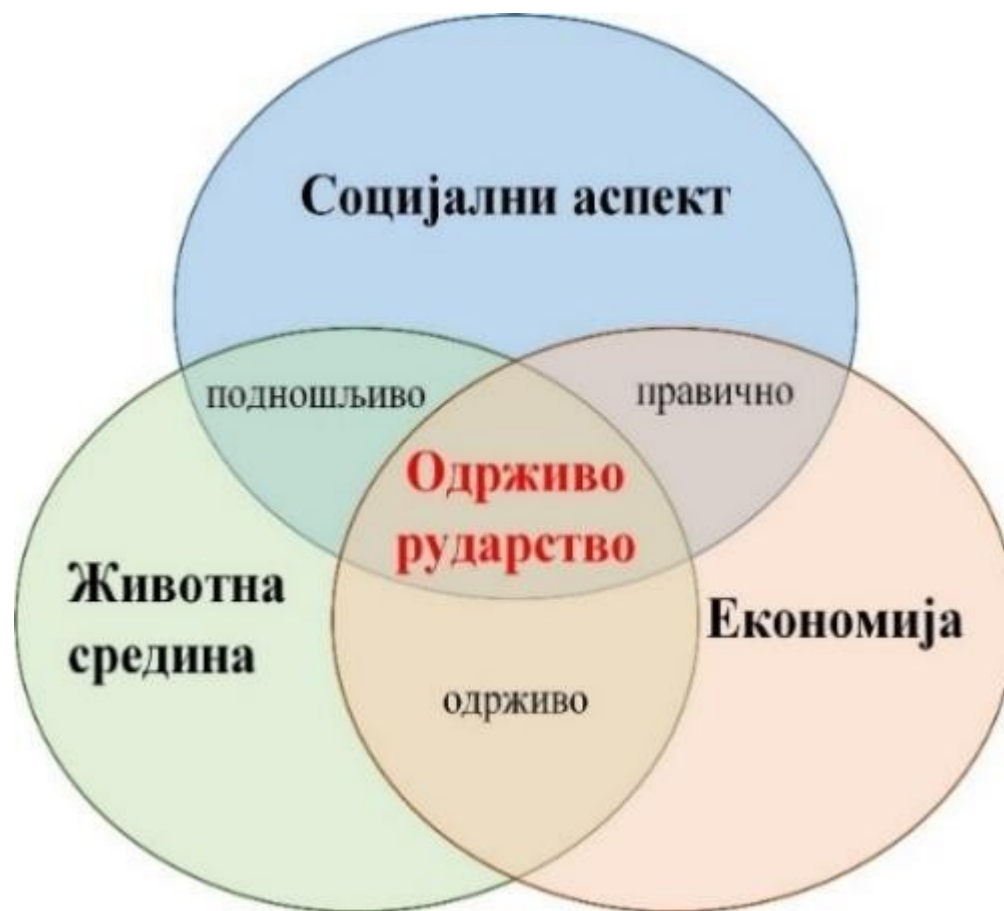 Социјални аспект
подношљиво
правично
Одрживо
рударство
Животна
средина
Економија
одрживо